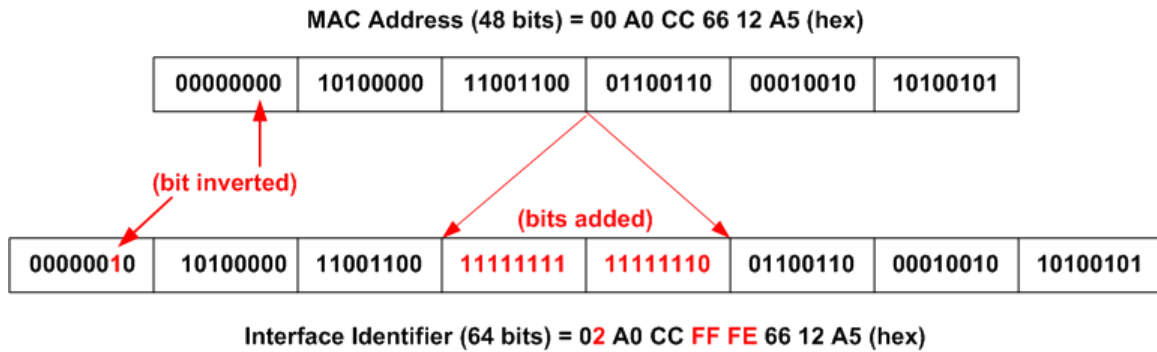 MAC Address (48 bits) = 00 A0 CC 66 12 A5 (hex)
00000000 10100000 11001100 01100110 00010010 10100101
(bit inverted)
(bits added)
00000010 10100000 11001100 11111111 11111110 01100110 00010010 10100101
Interface Identifier (64 bits) = 02 A0 CC FF FE 66 12 A5 (hex)